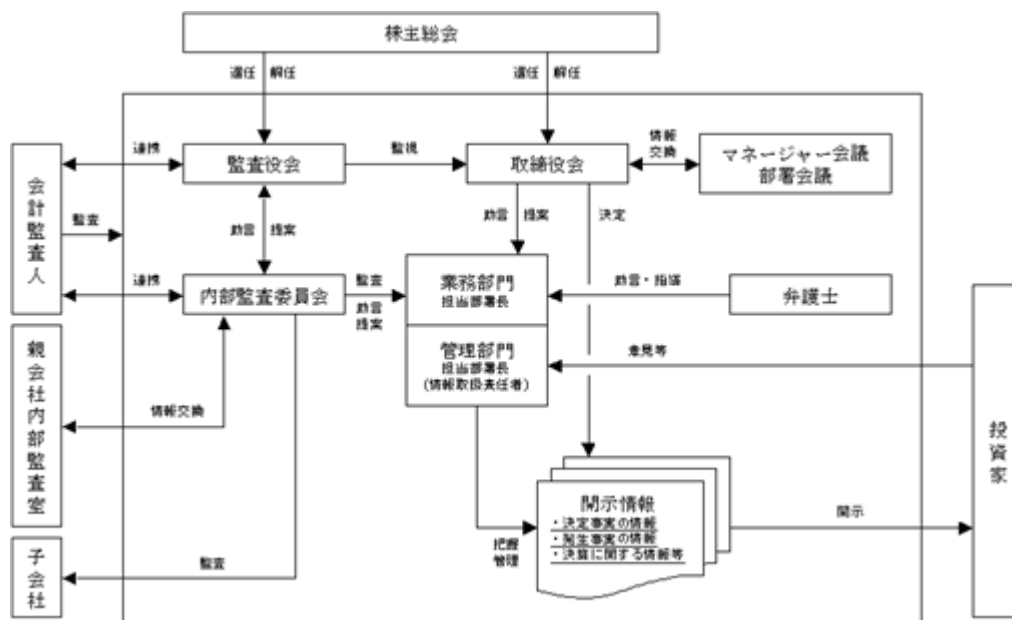 株主総会
選任 解任
選任 解任
連携
監査役会
監視
取締役会
情報
交換
マネージャー会議
部署会議
会計監査人
監査
助言 提案
助言 提案
決定
連携
内部監査委員会
監査
助言
提案
業務部門
担当部署長
助言・指導
弁護士
管理部門
担当部署長
(情報取扱責任者)
意見等
親会社内部監査室
情報交換
投資家
開示情報
・決定事実の情報
・発生事実の情報
・決算に関する情報等
開示
把握
管理
子会社
監査